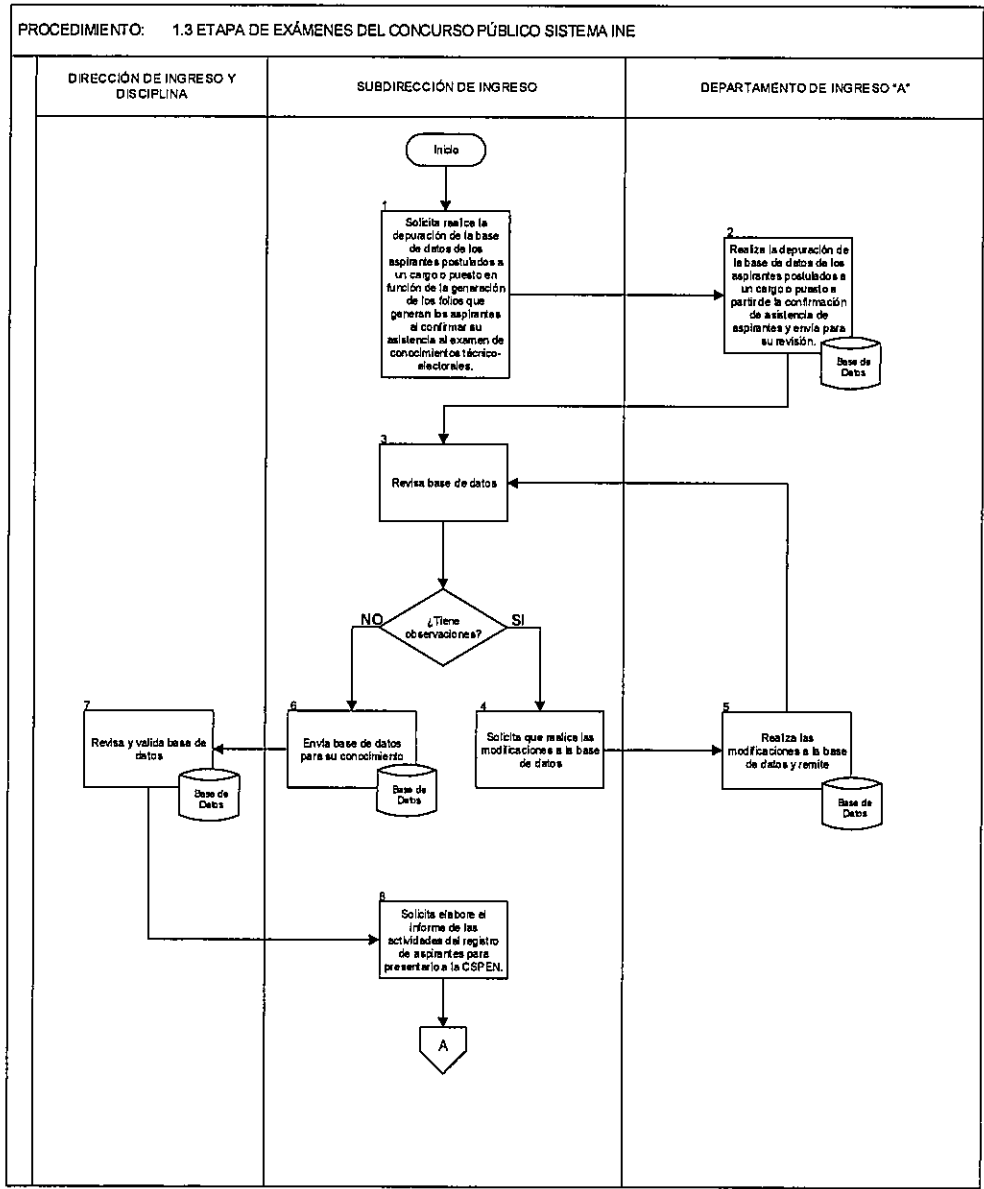 PROCEDIMIENTO: 1.3 ETAPA DE EXÁMENES DEL CONCURSO PÚBLICO SISTEMA INE
DIRECCIÓN DE INGRESO Y
DISCIPLINA
SUBDIRECCIÓN DE INGRESO
DEPARTAMENTO DE INGRESO "A"
Inicio
1
Solicita realice la
depuración de la base
de datos de los
aspirantes postulados a
un cargo o puesto en
función de la generación
de los folios que
generan los aspirantes
al confirmar su
asistencia al examen de
conocimientos técnico-
electorales.
2
Realiza la depuración de
la base de datos de los
aspirantes postulados a
un cargo o puesto a
partir de la confirmación
de asistencia de
aspirantes y envía para
su revisión.
Base de
Datos
3
Revisa base de datos
¿Tiene
observaciones?
NO
SI
7
Revisa y valida base de
datos
Base de
Datos
6
Envía base de datos
para su conocimiento
Base de
Datos
4
Solicita que realice las
modificaciones a la base
de datos
5
Realiza las
modificaciones a la base
de datos y remite
Base de
Datos
8
Solicita elabore el
informe de las
actividades del registro
de aspirantes para
presentarlo a la CSPEN.
A